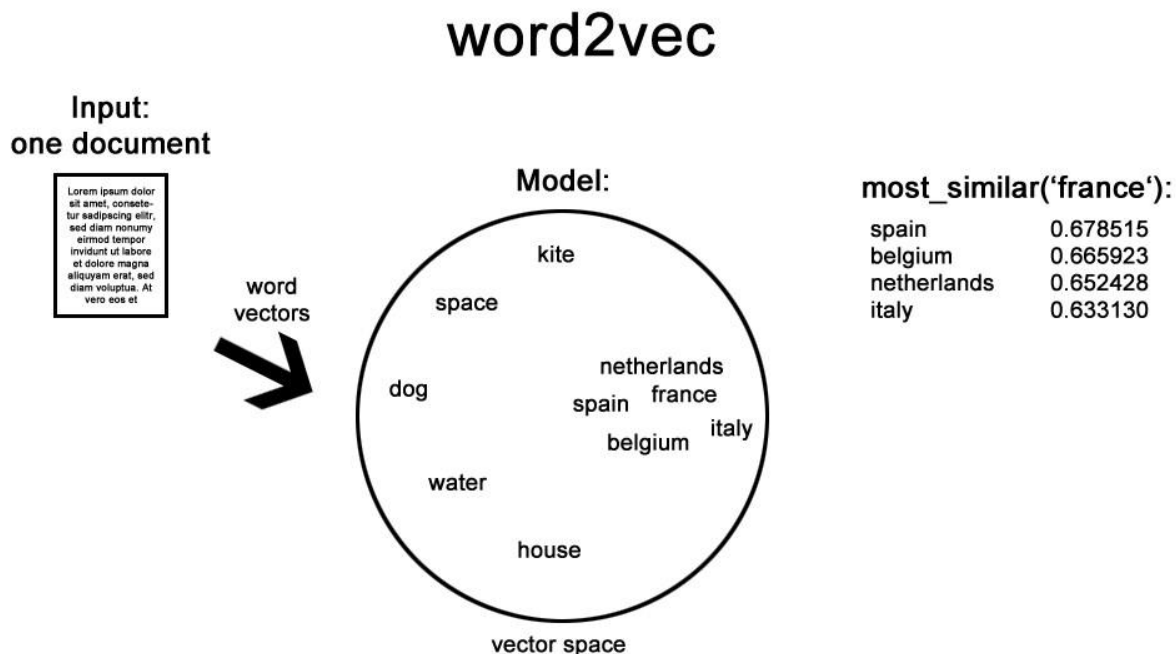 word2vec
Input:
one document
Lorem ipsum dolor
sit amet, consete-
tur sadipscing elitr,
sed diam nonumy
eirmod tempor
invidunt ut labore
et dolore magna
aliquyam erat, sed
diam voluptua. At
vero eos et
word
vectors
Model:
kite
space
netherlands
dog
france
spain
italy
belgium
water
house
vector space
most_similar(‘france‘):
spain 0.678515
belgium 0.665923
netherlands 0.652428
italy 0.633130